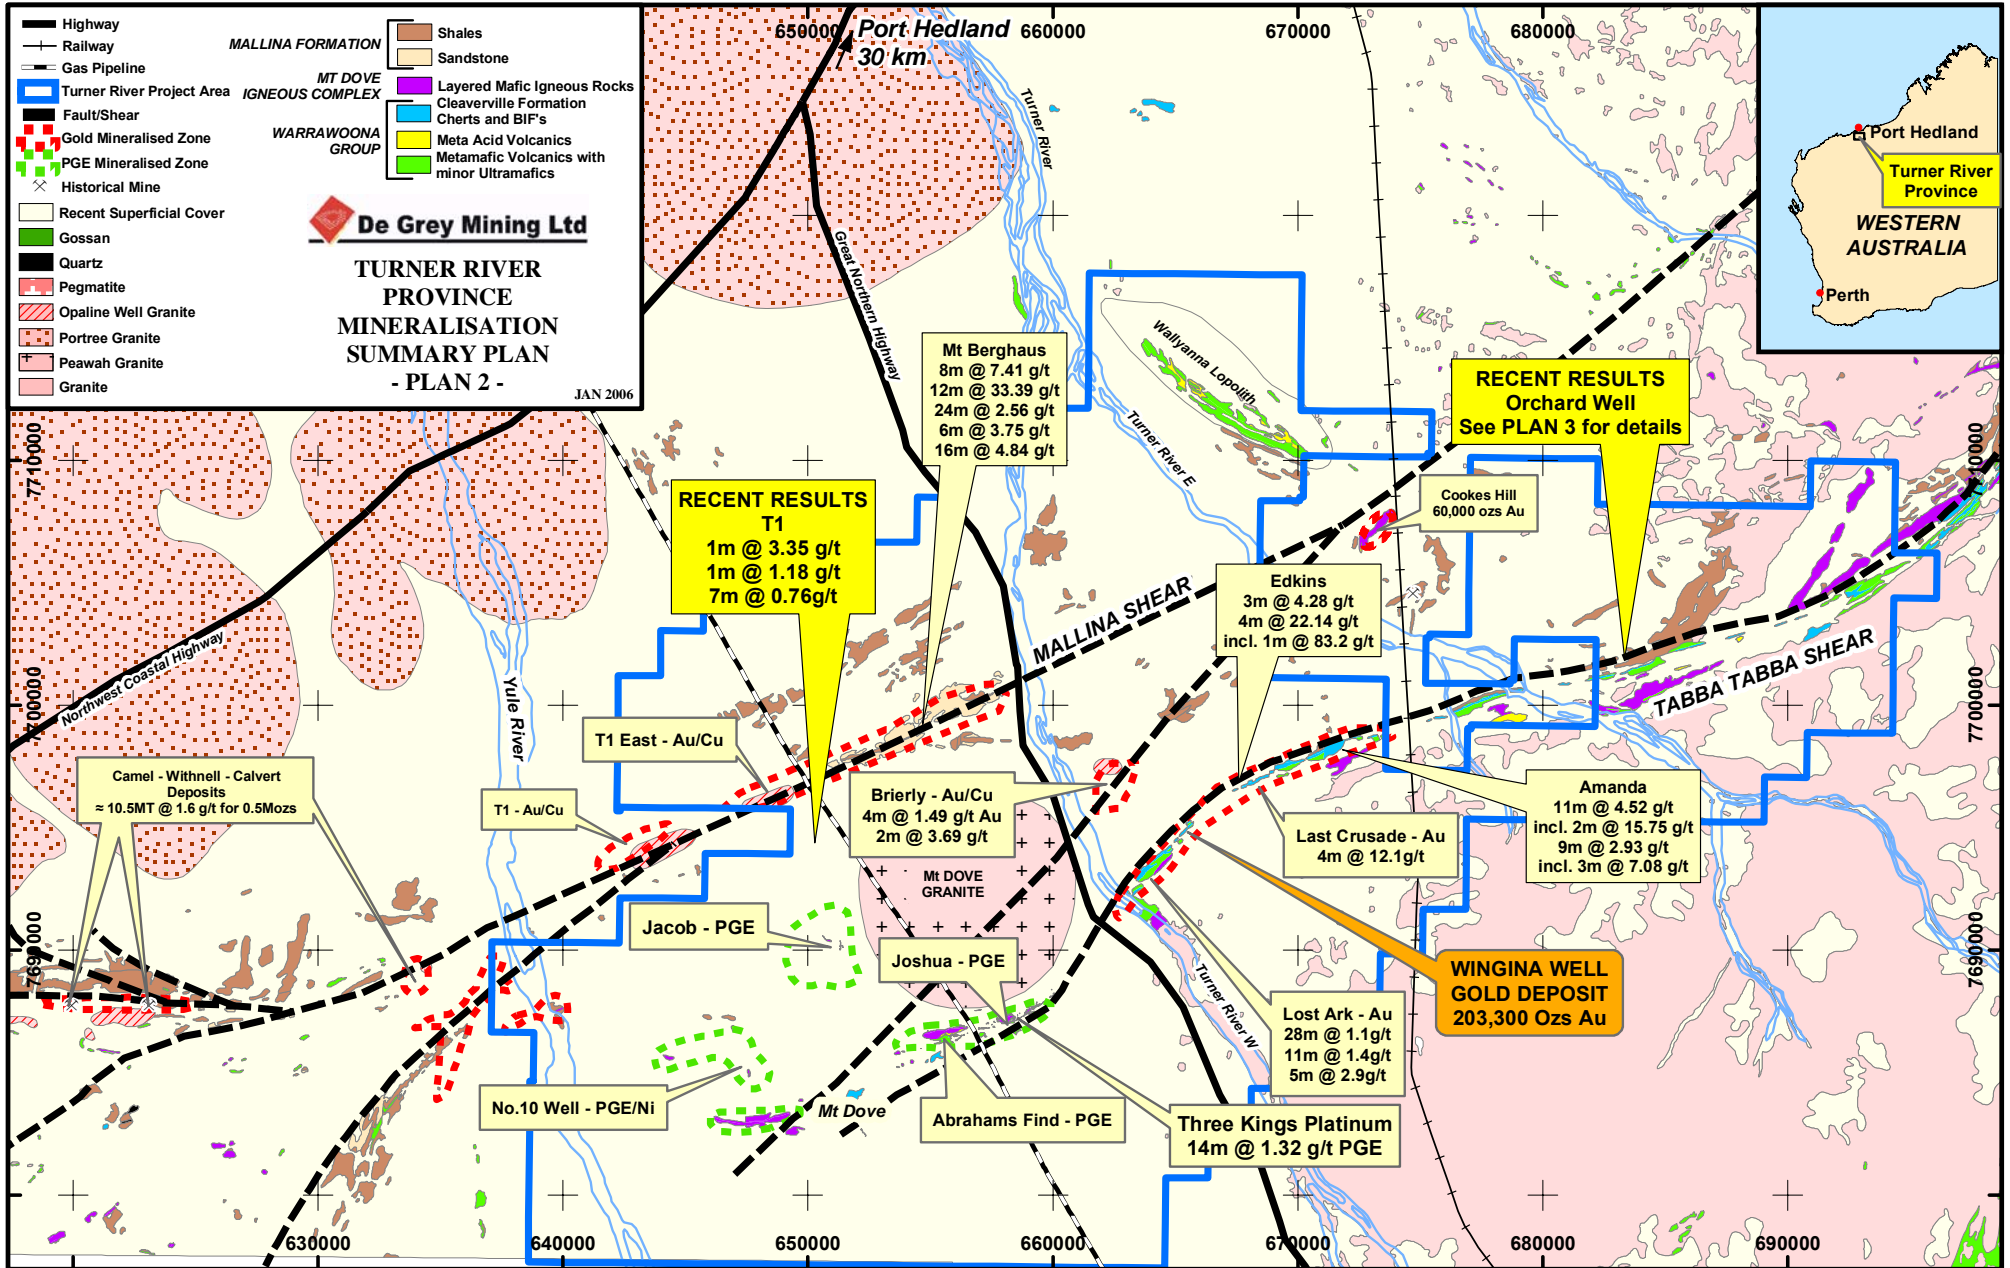 Highway
Railway
Gas Pipeline
Turner River Project Area
Fault/Shear
Gold Mineralised Zone
PGE Mineralised Zone
Historical Mine
Recent Superficial Cover
Gossan
Quartz
Pegmatite
Opaline Well Granite
Portree Granite
Peawah Granite
Granite
MALLINA FORMATION
Shales
Sandstone
MT DOVE
IGNEOUS COMPLEX
Layered Mafic Igneous Rocks
WARRAWOONA
GROUP
Cleaverville Formation
Cherts and BIF's
Meta Acid Volcanics
Metamafic Volcanics with
minor Ultramafics
De Grey Mining Ltd
TURNER RIVER
PROVINCE
MINERALISATION
SUMMARY PLAN
- PLAN 2 -
JAN 2006
650000
Port Hedland
30 km
660000
670000
680000
Port Hedland
Turner River
Province
WESTERN
AUSTRALIA
Perth
Turner River
Great Northern Highway
Wallyanna Lopolith
Turner River E
Mt Berghaus
8m @ 7.41 g/t
12m @ 33.39 g/t
24m @ 2.56 g/t
6m @ 3.75 g/t
16m @ 4.84 g/t
RECENT RESULTS
Orchard Well
See PLAN 3 for details
7710000
7710000
RECENT RESULTS
T1
1m @ 3.35 g/t
1m @ 1.18 g/t
7m @ 0.76g/t
Cookes Hill
60,000 ozs Au
MALLINA SHEAR
Edkins
3m @ 4.28 g/t
4m @ 22.14 g/t
incl. 1m @ 83.2 g/t
TABBA TABBA SHEAR
Northwest Coastal Highway
Yule River
7700000
7700000
T1 East - Au/Cu
T1 - Au/Cu
Camel - Withnell - Calvert
Deposits
≈ 10.5MT @ 1.6 g/t for 0.5Mozs
Brierly - Au/Cu
4m @ 1.49 g/t Au
2m @ 3.69 g/t
Last Crusade - Au
4m @ 12.1g/t
Amanda
11m @ 4.52 g/t
incl. 2m @ 15.75 g/t
9m @ 2.93 g/t
incl. 3m @ 7.08 g/t
Mt DOVE
GRANITE
Jacob - PGE
Joshua - PGE
7690000
7690000
WINGINA WELL
GOLD DEPOSIT
203,300 Ozs Au
Turner River W
Lost Ark - Au
28m @ 1.1g/t
11m @ 1.4g/t
5m @ 2.9g/t
No.10 Well - PGE/Ni
Mt Dove
Abrahams Find - PGE
Three Kings Platinum
14m @ 1.32 g/t PGE
630000
640000
650000
660000
670000
680000
690000